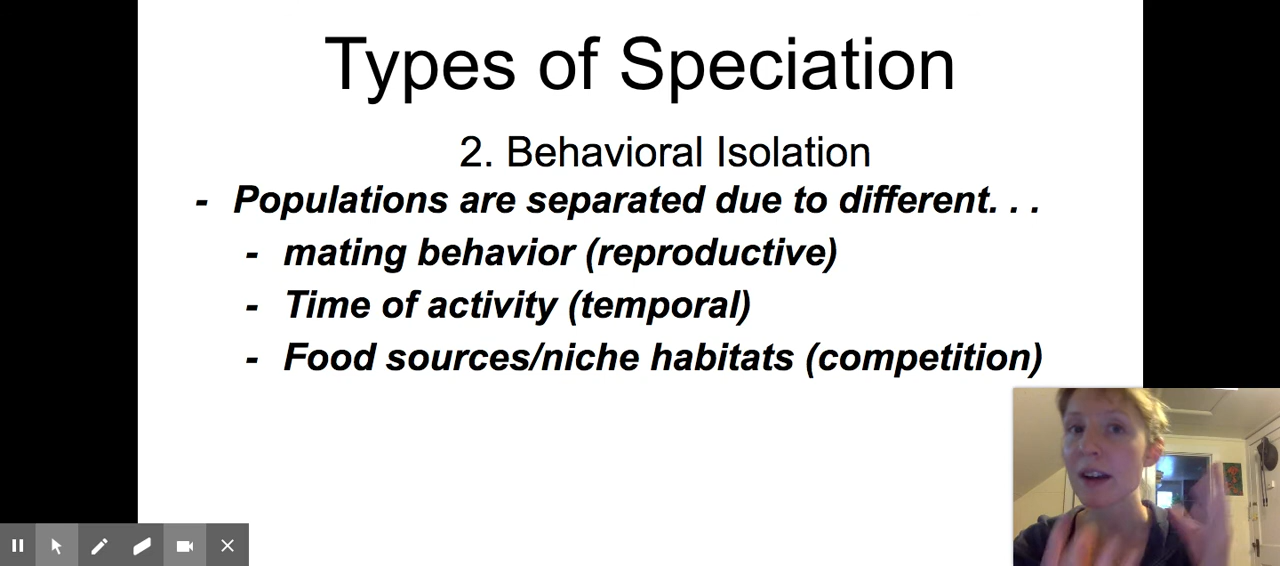 Types of Speciation
2. Behavioral Isolation
- Populations are separated due to different. . .
- mating behavior (reproductive)
- Time of activity (temporal)
- Food sources/niche habitats (competition)